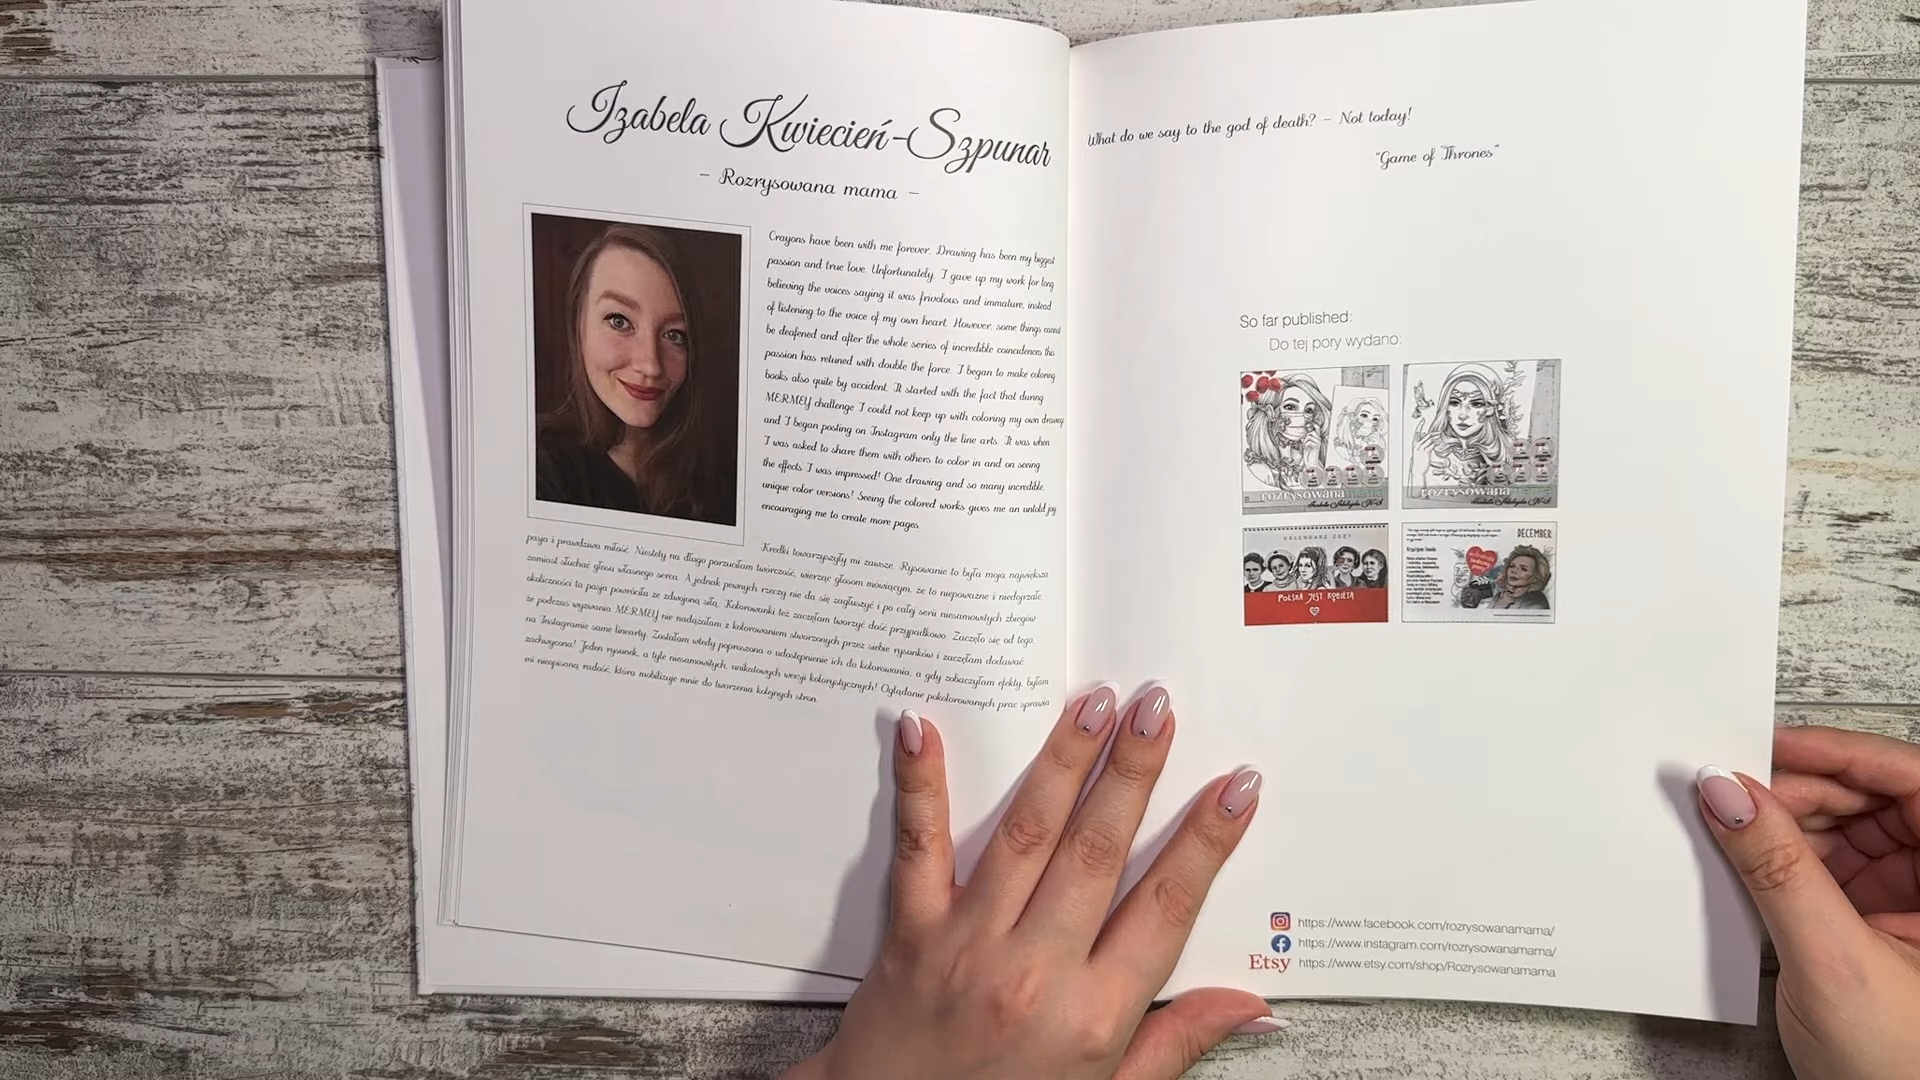 Izabela Kwiecień-Szpunar
– Rozrysowana mama –
Crayons have been with me forever. Drawing has been my biggest
passion and true love. Unfortunately, I gave up my work for long
believing the voices saying it was frivolous and immature, instead
of listening to the voice of my own heart. However, some things cannot
be deafened and after the whole series of incredible coincidences this
passion has retuned with double the force. I began to make coloring
books also quite by accident. It started with the fact that during
MERMEY challenge I could not keep up with coloring my own drawing
and I began posting on Instagram only the line arts. It was when
I was asked to share them with others to color in and on seeing
the effects I was impressed! One drawing and so many incredible,
unique color versions! Seeing the colored works gives me an untold joy
encouraging me to create more pages.
Kredki towarzyszyły mi zawsze. Rysowanie to była moja największa
pasja i prawdziwa miłość. Niestety na długo porzuciłam twórczość, wierząc głosom mówiącym, że to niepoważne i niedojrzałe,
zamiast słuchać głosu własnego serca. A jednak pewnych rzeczy nie da się zagłuszyć i po całej serii niesamowitych zbiegów
okoliczności ta pasja powróciła ze zdwojoną siłą. Kolorowanki też zaczęłam tworzyć dość przypadkowo. Zaczęło się od tego,
że podczas wyzwania MERMEY nie nadążałam z kolorowaniem stworzonych przez siebie rysunków i zaczęłam dodawać
na Instagramie same linearty. Zostałam wtedy poproszona o udostępnienie ich do kolorowania, a gdy zobaczyłam efekty, byłam
zachwycona! Jeden rysunek, a tyle niesamowitych, unikatowych wersji kolorystycznych! Oglądanie pokolorowanych prac sprawia
mi nieopisaną radość, która mobilizuje mnie do tworzenia kolejnych stron.
What do we say to the god of death? – Not today!
"Game of Thrones"
So far published:
Do tej pory wydano:
rozrysowana mama
rozrysowana mama
KALENDARZ 2021
POLSKA JEST KOBIETĄ
DECEMBER
https://www.facebook.com/rozrysowanamama/
https://www.instagram.com/rozrysowanamama/
Etsy https://www.etsy.com/shop/Rozrysowanamama